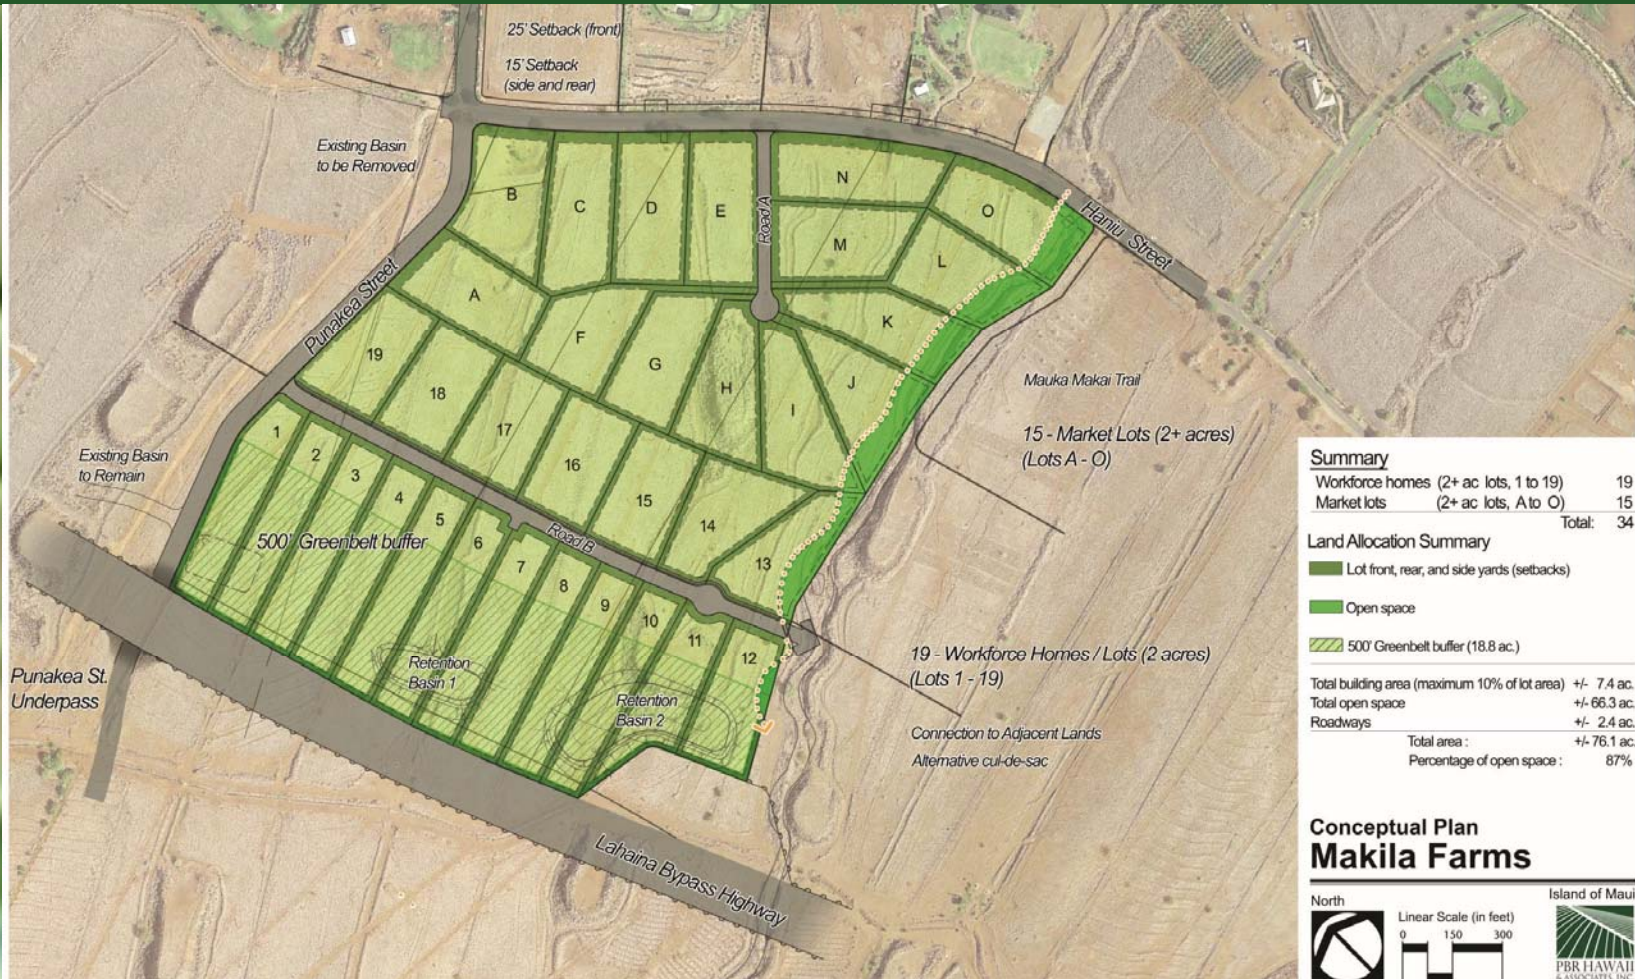 25' Setback (front)
15' Setback
(side and rear)
Existing Basin
to be Removed
B
C
D
E
Road A
N
M
O
L
Haniu Street
Punakea Street
A
F
G
H
I
J
K
19
18
17
16
15
14
13
Mauka Makai Trail
15 - Market Lots (2+ acres)
(Lots A - O)
Existing Basin
to Remain
1
2
3
4
5
6
7
8
9
10
11
12
500' Greenbelt buffer
Road B
Retention
Basin 1
Retention
Basin 2
Punakea St.
Underpass
19 - Workforce Homes / Lots (2 acres)
(Lots 1 - 19)
Connection to Adjacent Lands
Alternative cul-de-sac
Lahaina Bypass Highway
Summary
Workforce homes (2+ ac lots, 1 to 19) 19
Market lots (2+ ac lots, A to O) 15
Total: 34
Land Allocation Summary
Lot front, rear, and side yards (setbacks)
Open space
500' Greenbelt buffer (18.8 ac.)
Total building area (maximum 10% of lot area) +/- 7.4 ac.
Total open space +/- 66.3 ac.
Roadways +/- 2.4 ac.
Total area : +/- 76.1 ac.
Percentage of open space : 87%
Conceptual Plan
Makila Farms
North
Linear Scale (in feet)
0 150 300
Island of Maui
PBR HAWAII
& ASSOCIATES, INC.